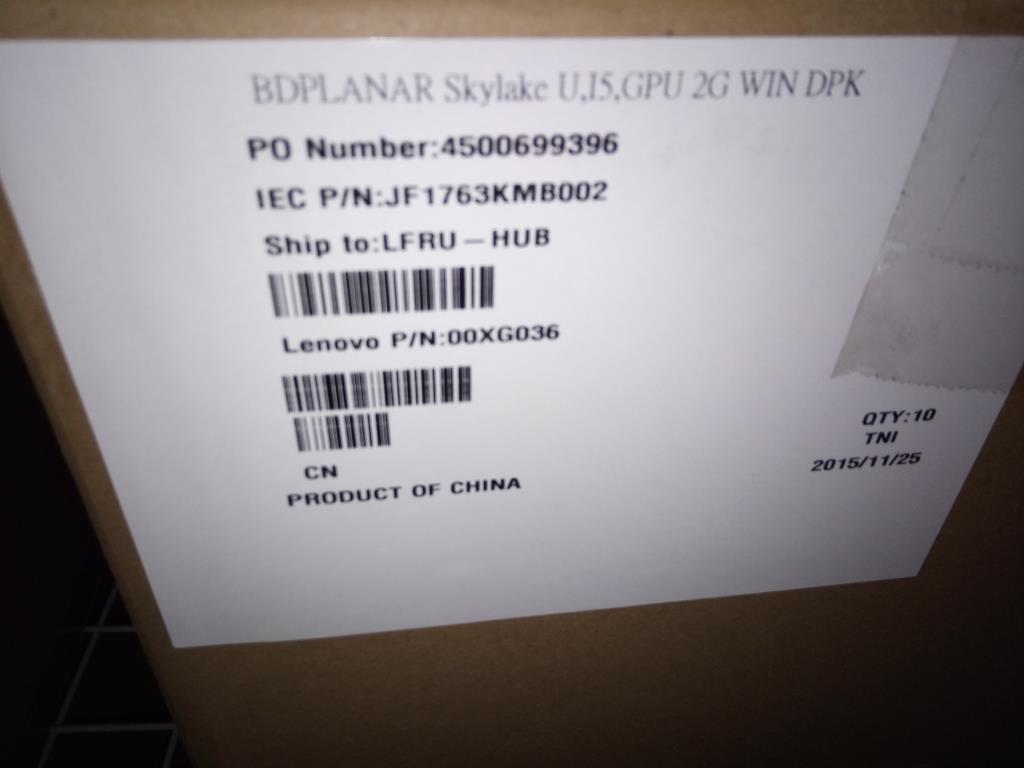 BDPLANAR Skylake U,I5,GPU 2G WIN DPK
PO Number:4500699396
IEC P/N:JF1763KMB002
Ship to:LFRU－HUB
Lenovo P/N:00XG036
CN
PRODUCT OF CHINA
QTY:10
TNI
2015/11/25